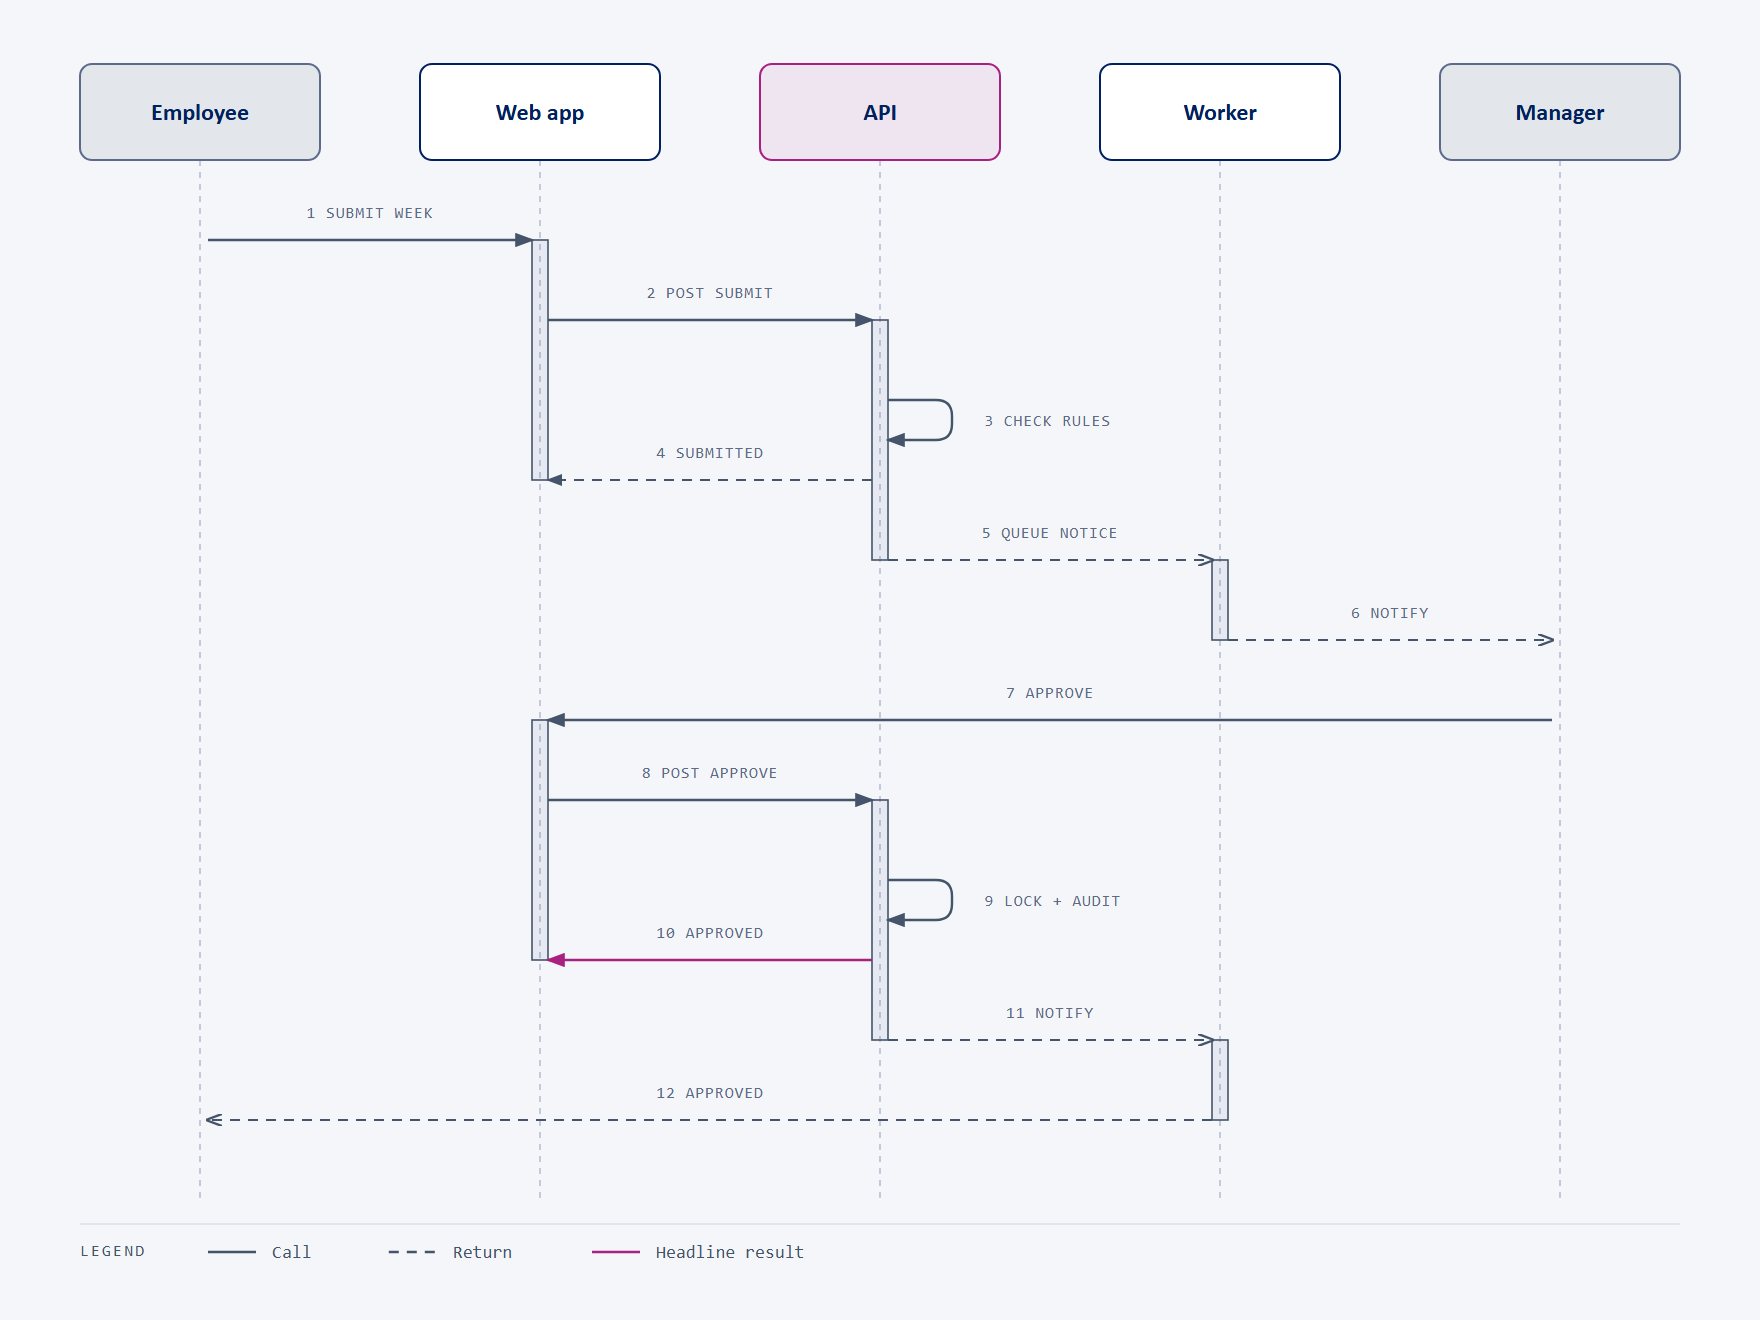 Employee
Web app
API
Worker
Manager
1 SUBMIT WEEK
2 POST SUBMIT
3 CHECK RULES
4 SUBMITTED
5 QUEUE NOTICE
6 NOTIFY
7 APPROVE
8 POST APPROVE
9 LOCK + AUDIT
10 APPROVED
11 NOTIFY
12 APPROVED
LEGEND
Call
Return
Headline result